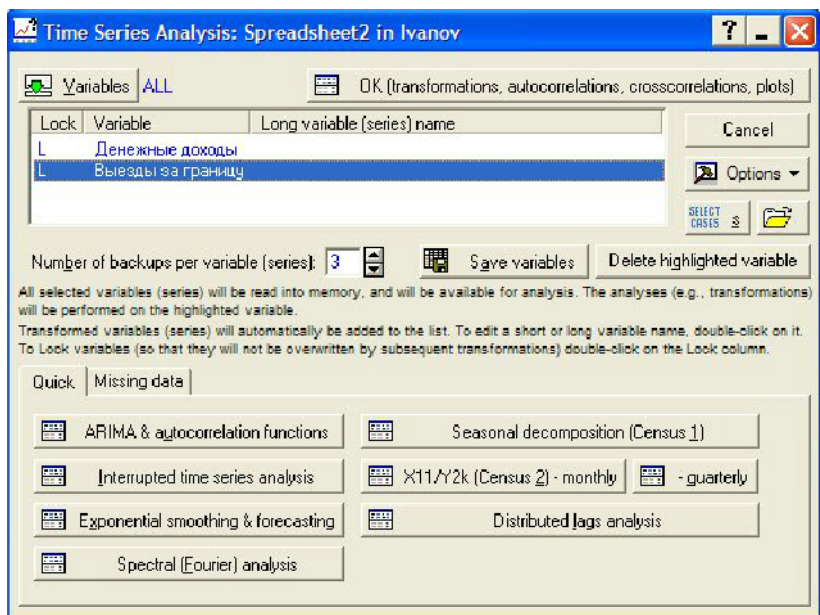 Time Series Analysis: Spreadsheet2 in Ivanov
Variables ALL
OK (transformations, autocorrelations, crosscorrelations, plots)
Lock Variable Long variable (series) name
L Денежные доходы
L Выезды за границу
Cancel
Options
SELECT CASES S
Number of backups per variable (series): 3
Save variables
Delete highlighted variable
All selected variables (series) will be read into memory, and will be available for analysis. The analyses (e.g., transformations)
will be performed on the highlighted variable.
Transformed variables (series) will automatically be added to the list. To edit a short or long variable name, double-click on it.
To Lock variables (so that they will not be overwritten by subsequent transformations) double-click on the Lock column.
Quick Missing data
ARIMA & autocorrelation functions
Seasonal decomposition (Census 1)
Interrupted time series analysis
X11/Y2k (Census 2) - monthly
- quarterly
Exponential smoothing & forecasting
Distributed lags analysis
Spectral (Fourier) analysis